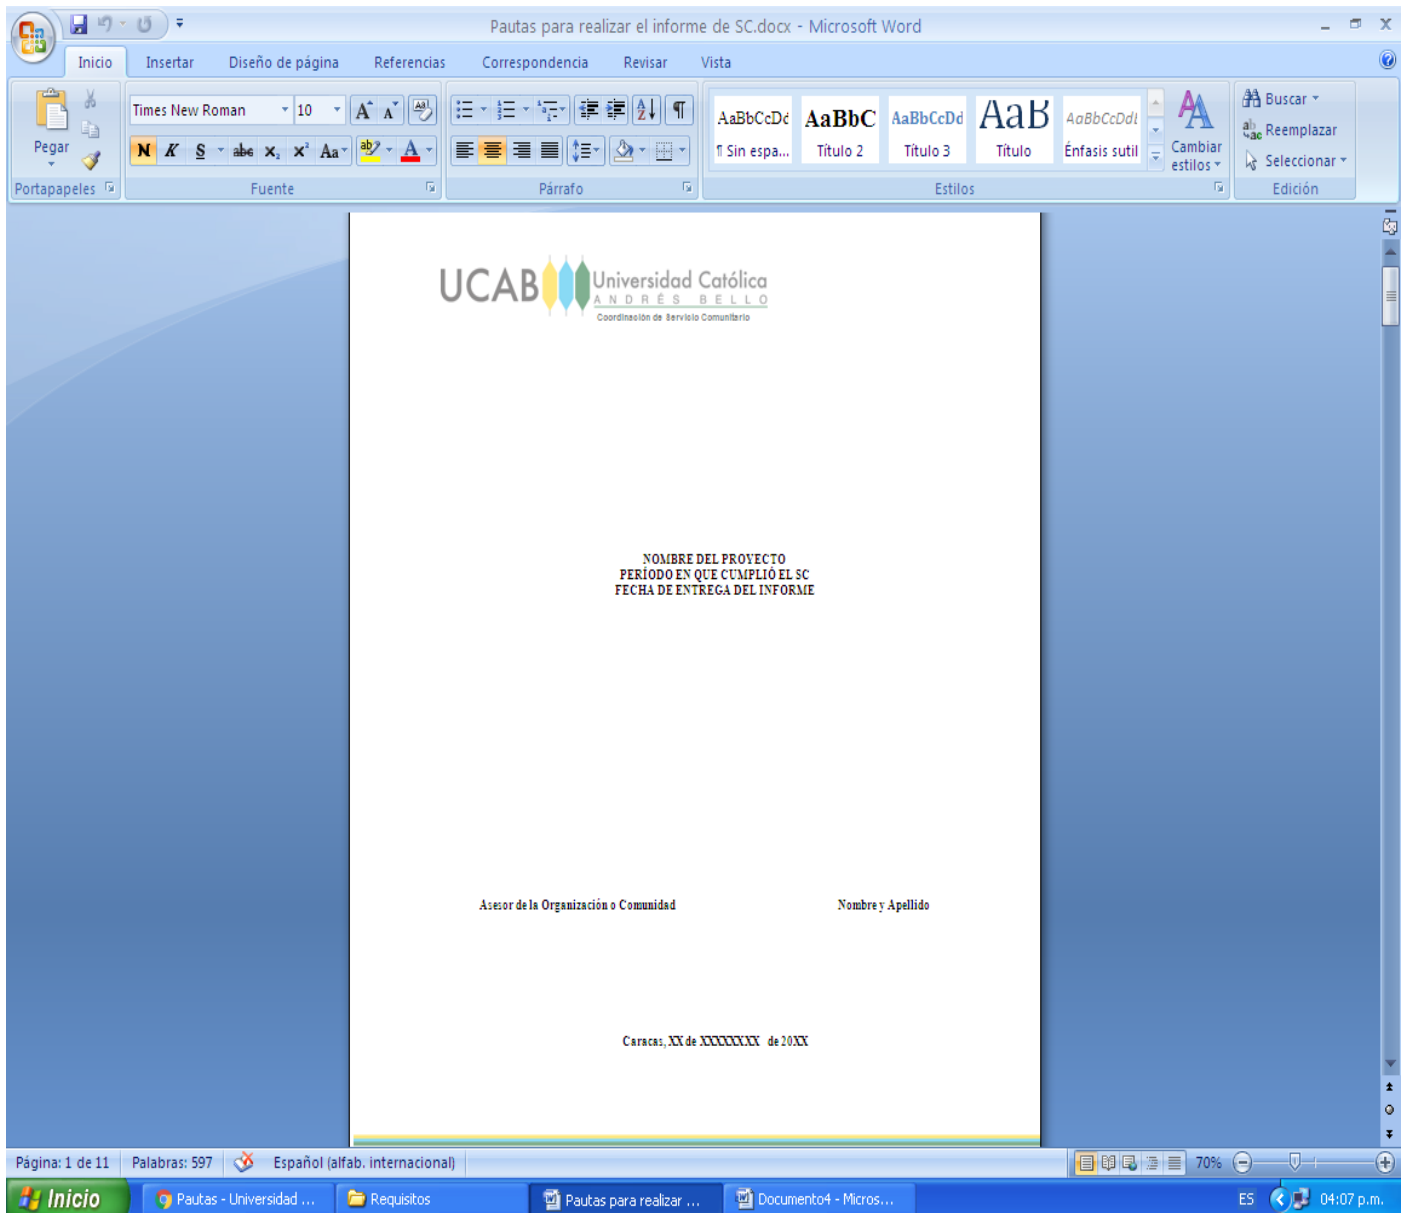 Pautas para realizar el informe de SC.docx - Microsoft Word
Inicio Insertar Diseño de página Referencias Correspondencia Revisar Vista
Pegar
Times New Roman 10
Portapapeles Fuente Párrafo Estilos Edición
AaBbCcDd AaBbC AaBbCcDd AaB AaBbCcDdL
¶ Sin espa... Título 2 Título 3 Título Énfasis sutil
Cambiar estilos
Buscar
Reemplazar
Seleccionar
UCAB Universidad Católica
ANDRÉS BELLO
Coordinación de Servicio Comunitario
NOMBRE DEL PROYECTO
PERÍODO EN QUE CUMPLIÓ EL SC
FECHA DE ENTREGA DEL INFORME
Asesor de la Organización o Comunidad Nombre y Apellido
Caracas, XX de XXXXXXXX de 20XX
Página: 1 de 11 Palabras: 597 Español (alfab. internacional) 70%
Inicio Pautas - Universidad ... Requisitos Pautas para realizar ... Documento4 - Micros... ES 04:07 p.m.